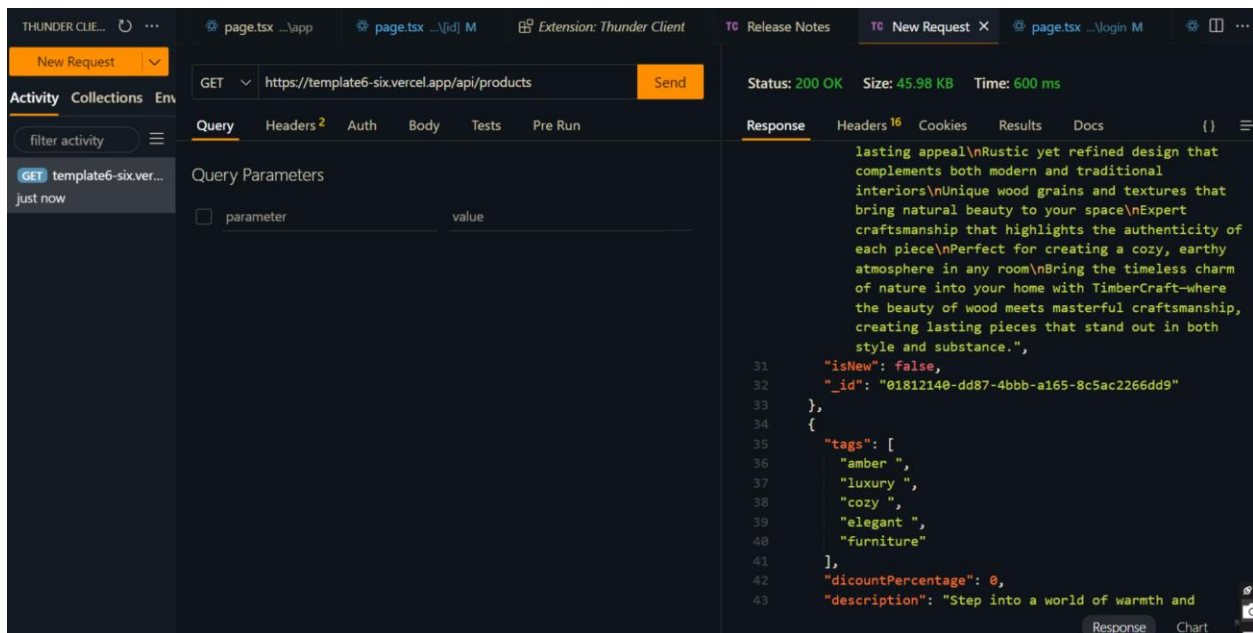 THUNDER CLIE... ...
page.tsx ...\app
page.tsx ...\[id] M
Extension: Thunder Client
TC Release Notes
TC New Request
page.tsx ...\login M
...
New Request
Activity Collections Env
filter activity
GET template6-six.ver...
just now
GET https://template6-six.vercel.app/api/products Send
Query Headers 2 Auth Body Tests Pre Run
Query Parameters
parameter value
Status: 200 OK Size: 45.98 KB Time: 600 ms
Response Headers 16 Cookies Results Docs {}
lasting appeal\nRustic yet refined design that
complements both modern and traditional
interiors\nUnique wood grains and textures that
bring natural beauty to your space\nExpert
craftsmanship that highlights the authenticity of
each piece\nPerfect for creating a cozy, earthy
atmosphere in any room\nBring the timeless charm
of nature into your home with TimberCraft—where
the beauty of wood meets masterful craftsmanship,
creating lasting pieces that stand out in both
style and substance.",
31 "isNew": false,
32 "_id": "01812140-dd87-4bbb-a165-8c5ac2266dd9"
33 },
34 {
35 "tags": [
36 "amber ",
37 "luxury ",
38 "cozy ",
39 "elegant ",
40 "furniture"
41 ],
42 "dicountPercentage": 0,
43 "description": "Step into a world of warmth and
Response Chart